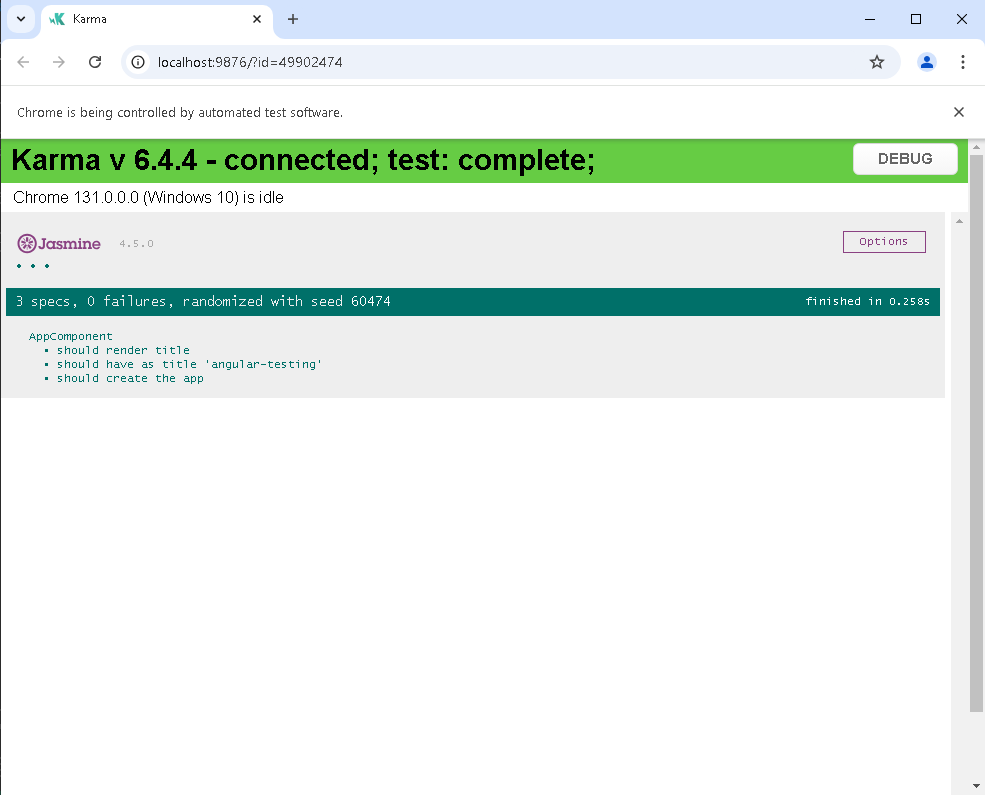 Karma
localhost:9876/?id=49902474
Chrome is being controlled by automated test software.
Karma v 6.4.4 - connected; test: complete;
DEBUG
Chrome 131.0.0.0 (Windows 10) is idle
Jasmine 4.5.0
Options
• • •
3 specs, 0 failures, randomized with seed 60474
finished in 0.258s
AppComponent
• should render title
• should have as title 'angular-testing'
• should create the app